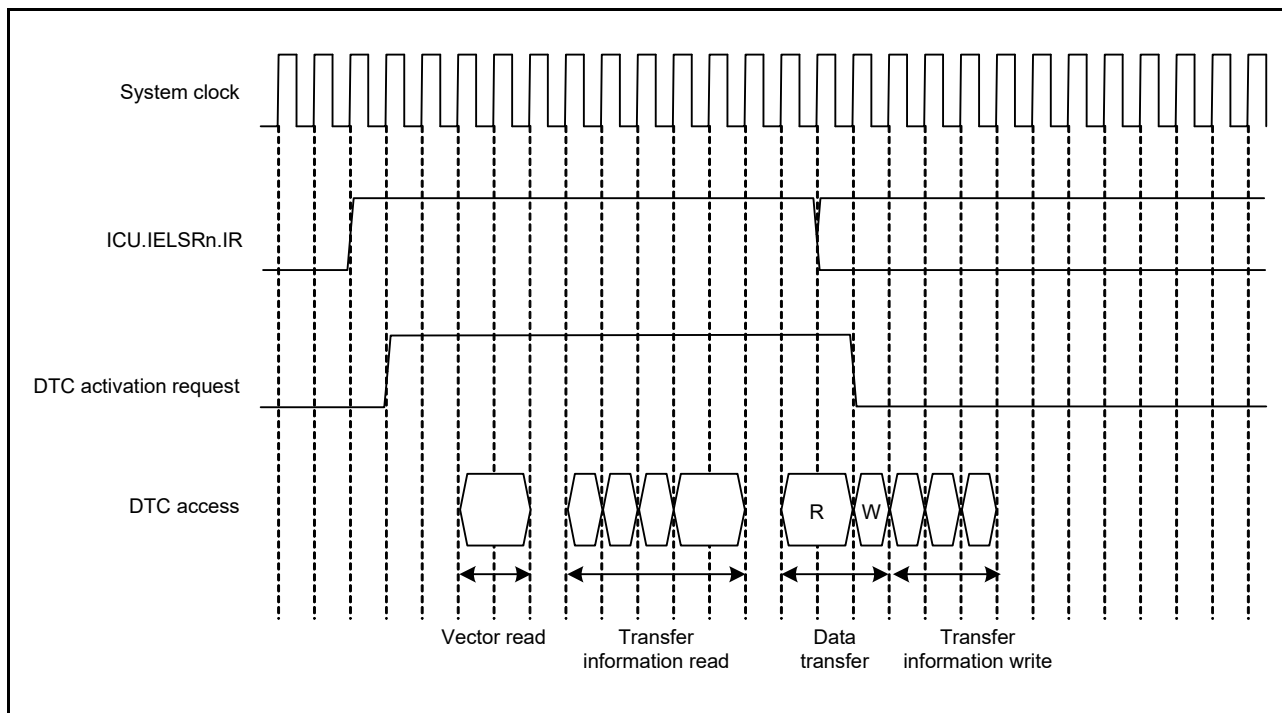 System clock
ICU.IELSRn.IR
DTC activation request
DTC access
R
W
Vector read
Transfer
information read
Data
transfer
Transfer
information write